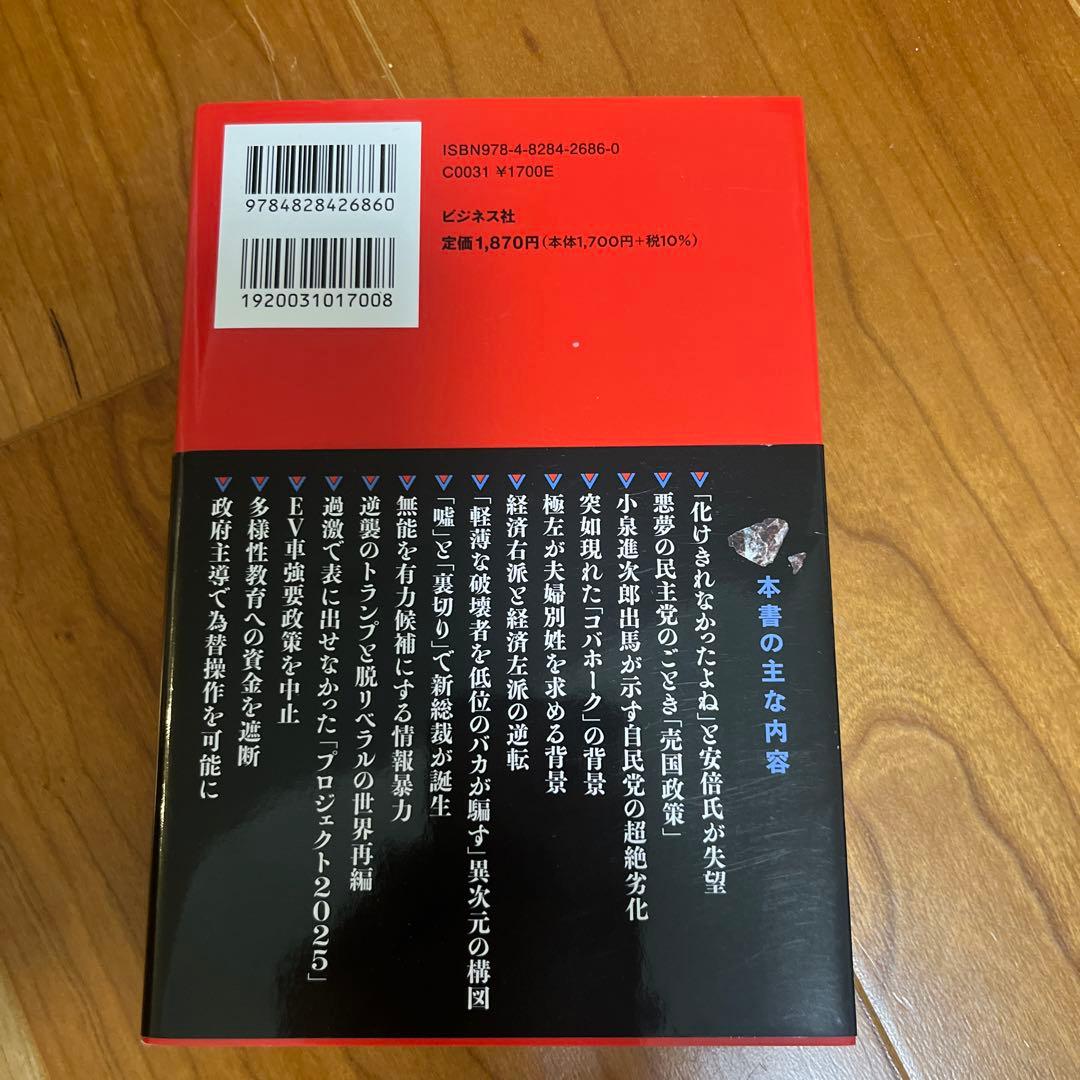 ISBN978-4-8284-2686-0
C0031 ¥1700E
9784828426860
1920031017008
ビジネス社
定価1,870円(本体1,700円+税10%)
本書の主な内容
「化けきれなかったよね」と安倍氏が失望
悪夢の民主党のごとき「売国政策」
小泉進次郎出馬が示す自民党の超絶劣化
突如現れた「コバホーク」の背景
極左が夫婦別姓を求める背景
経済右派と経済左派の逆転
「軽薄な破壊者を低位のバカが騙す」異次元の構図
「嘘」と「裏切り」で新総裁が誕生
無能を有力候補にする情報暴力
逆襲のトランプと脱リベラルの世界再編
過激で表に出せなかった「プロジェクト2025」
EV車強要政策を中止
多様性教育への資金を遮断
政府主導で為替操作を可能に